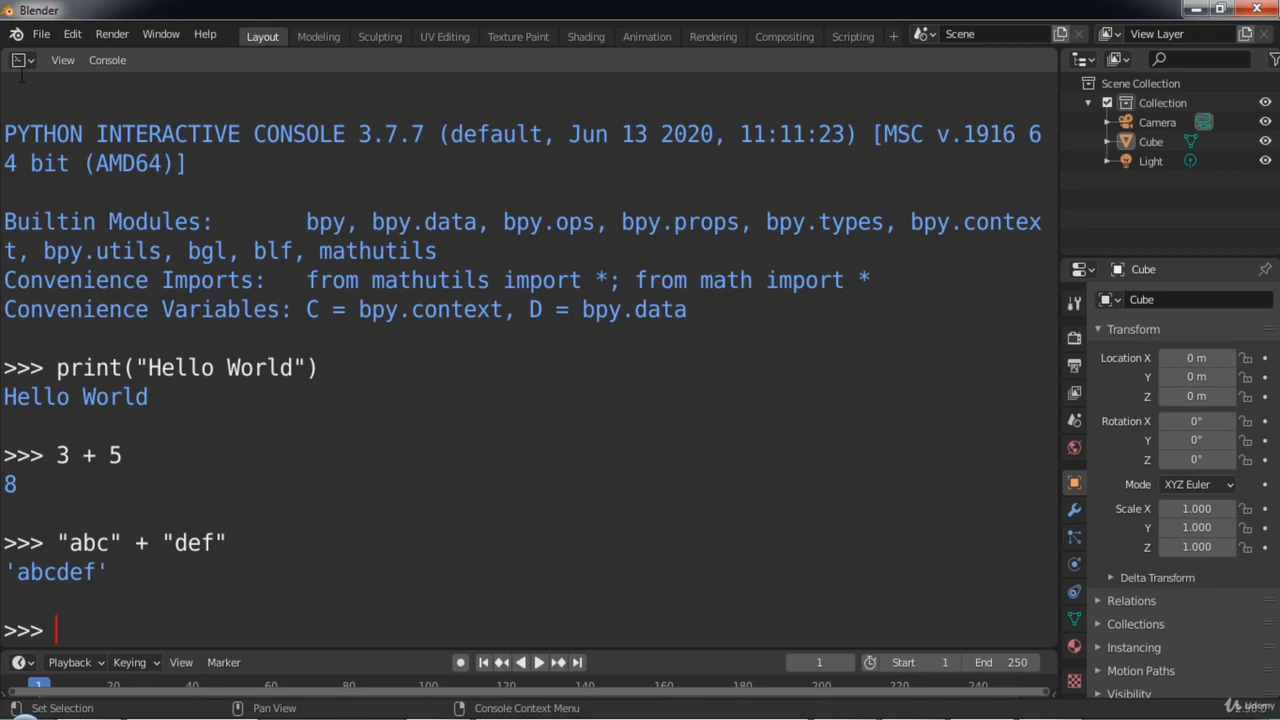 Blender
File Edit Render Window Help Layout Modeling Sculpting UV Editing Texture Paint Shading Animation Rendering Compositing Scripting + Scene View Layer
View Console
Scene Collection
Collection
Camera
Cube
Light
PYTHON INTERACTIVE CONSOLE 3.7.7 (default, Jun 13 2020, 11:11:23) [MSC v.1916 6
4 bit (AMD64)]
Builtin Modules: bpy, bpy.data, bpy.ops, bpy.props, bpy.types, bpy.contex
t, bpy.utils, bgl, blf, mathutils
Convenience Imports: from mathutils import *; from math import *
Convenience Variables: C = bpy.context, D = bpy.data
>>> print("Hello World")
Hello World
>>> 3 + 5
8
>>> "abc" + "def"
'abcdef'
>>>
Cube
Cube
Transform
Location X 0 m
Y 0 m
Z 0 m
Rotation X 0°
Y 0°
Z 0°
Mode XYZ Euler
Scale X 1.000
Y 1.000
Z 1.000
Delta Transform
Relations
Collections
Instancing
Motion Paths
Visibility
Playback Keying View Marker 1 Start 1 End 250
1 20 40 60 80 100 120 140 160 180 200 220 240
Set Selection Pan View Console Context Menu
Udemy